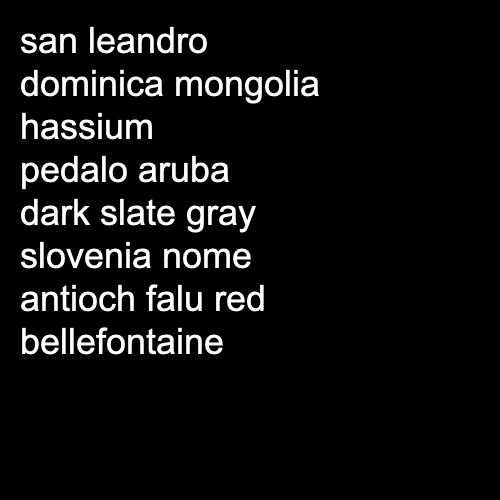 san leandro
dominica mongolia
hassium
pedalo aruba
dark slate gray
slovenia nome
antioch falu red
bellefontaine